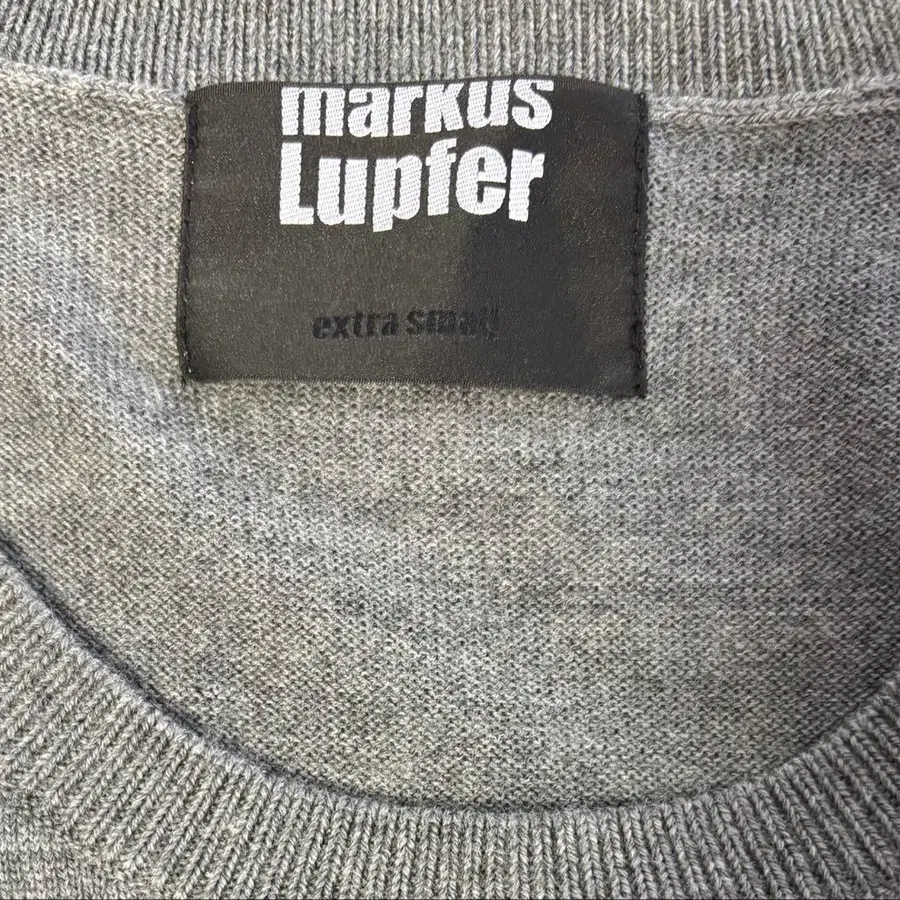 markus
Lupfer
extra small